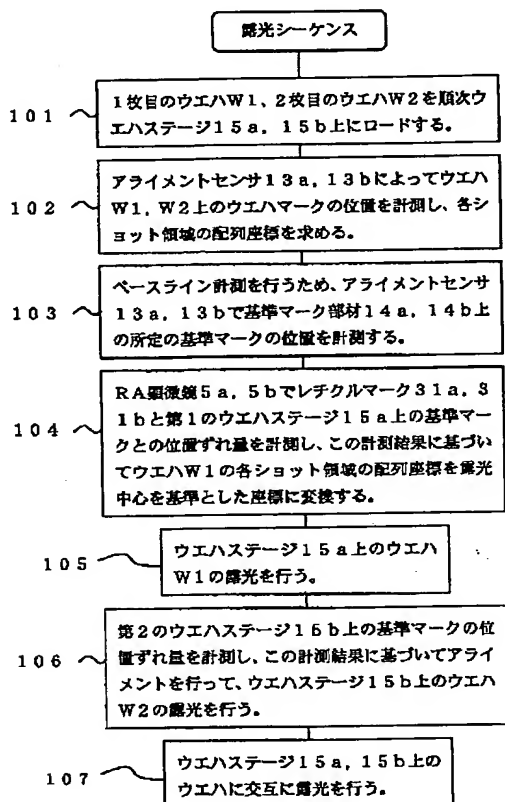 露光シーケンス
101
1枚目のウエハW1、2枚目のウエハW2を順次ウ
エハステージ15a,15b上にロードする。
102
アライメントセンサ13a,13bによってウエハ
W1,W2上のウエハマークの位置を計測し、各シ
ョット領域の配列座標を求める。
103
ベースライン計測を行うため、アライメントセンサ
13a,13bで基準マーク部材14a,14b上
の所定の基準マークの位置を計測する。
104
RA顕微鏡5a,5bでレチクルマーク31a,3
1bと第1のウエハステージ15a上の基準マー
クとの位置ずれ量を計測し、この計測結果に基づい
てウエハW1の各ショット領域の配列座標を露光
中心を基準とした座標に変換する。
105
ウエハステージ15a上のウエハ
W1の露光を行う。
106
第2のウエハステージ15b上の基準マークの位
置ずれ量を計測し、この計測結果に基づいてアライ
メントを行って、ウエハステージ15b上のウエハ
W2の露光を行う。
107
ウエハステージ15a,15b上の
ウエハに交互に露光を行う。